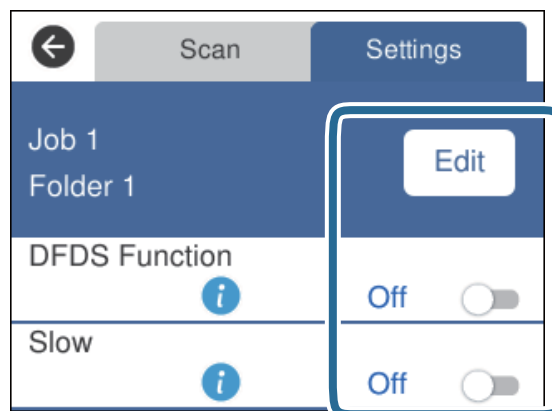 Scan
Settings
Job 1
Edit
Folder 1
DFDS Function
i
Off
Slow
i
Off